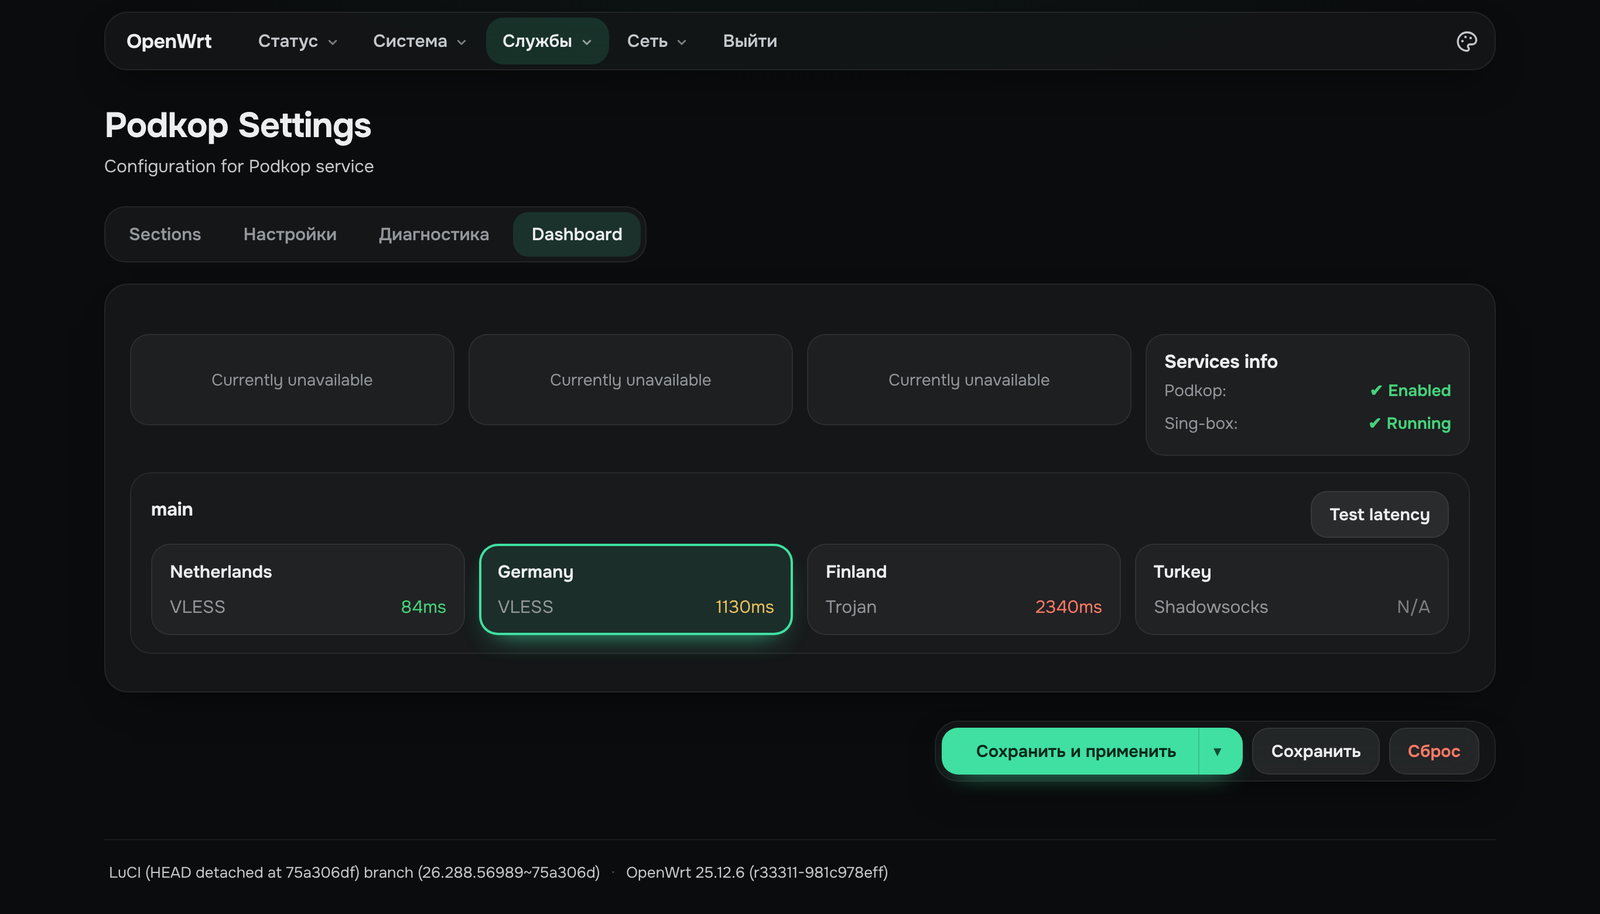 OpenWrt Статус Система Службы Сеть Выйти
Podkop Settings
Configuration for Podkop service
Sections Настройки Диагностика Dashboard
Currently unavailable
Currently unavailable
Currently unavailable
Services info
Podkop: ✔ Enabled
Sing-box: ✔ Running
main
Test latency
Netherlands
VLESS 84ms
Germany
VLESS 1130ms
Finland
Trojan 2340ms
Turkey
Shadowsocks N/A
Сохранить и применить ▼ Сохранить Сброс
LuCI (HEAD detached at 75a306df) branch (26.288.56989~75a306d) · OpenWrt 25.12.6 (r33311-981c978eff)